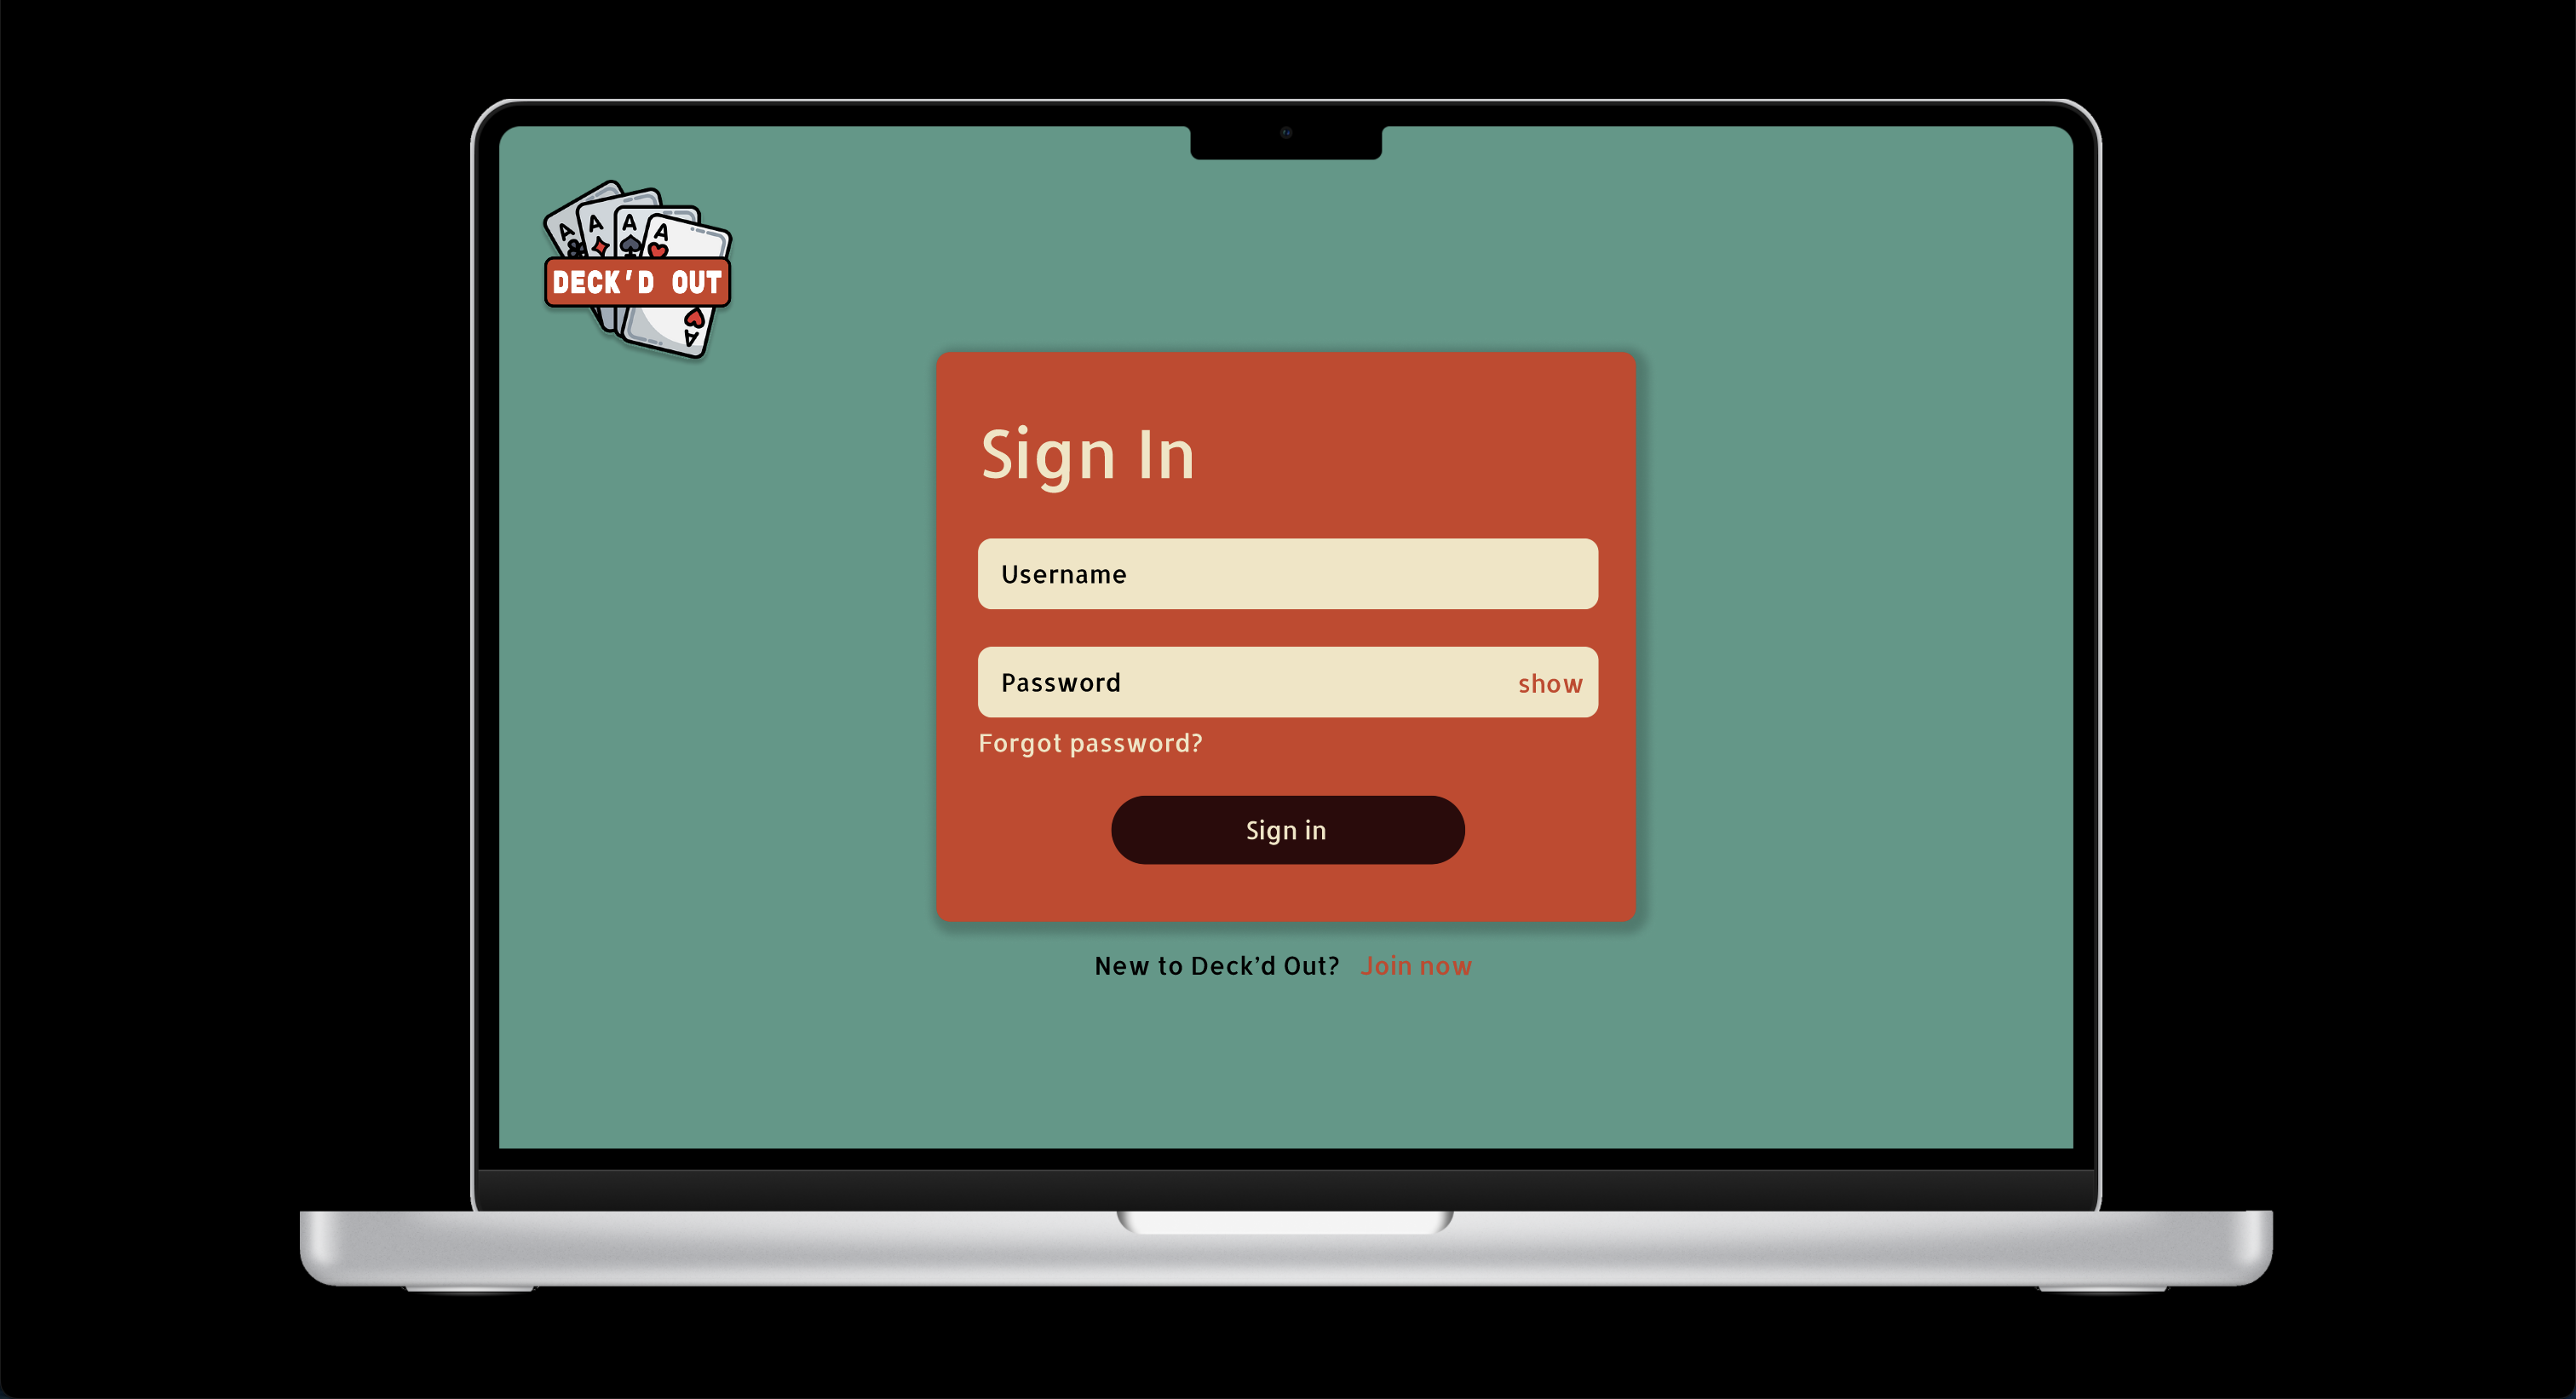 A A A A
DECK'D OUT
A
Sign In
Username
Password show
Forgot password?
Sign in
New to Deck’d Out? Join now